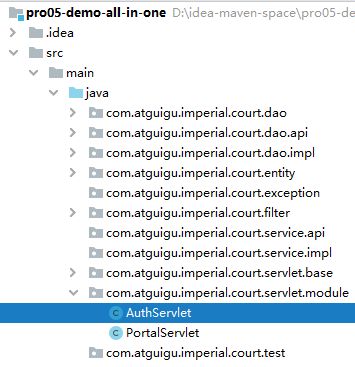 pro05-demo-all-in-one D:\idea-maven-space\pro05-de
.idea
src
main
java
com.atguigu.imperial.court.dao
com.atguigu.imperial.court.dao.api
com.atguigu.imperial.court.dao.impl
com.atguigu.imperial.court.entity
com.atguigu.imperial.court.exception
com.atguigu.imperial.court.filter
com.atguigu.imperial.court.service.api
com.atguigu.imperial.court.service.impl
com.atguigu.imperial.court.servlet.base
com.atguigu.imperial.court.servlet.module
C AuthServlet
C PortalServlet
com.atguigu.imperial.court.test